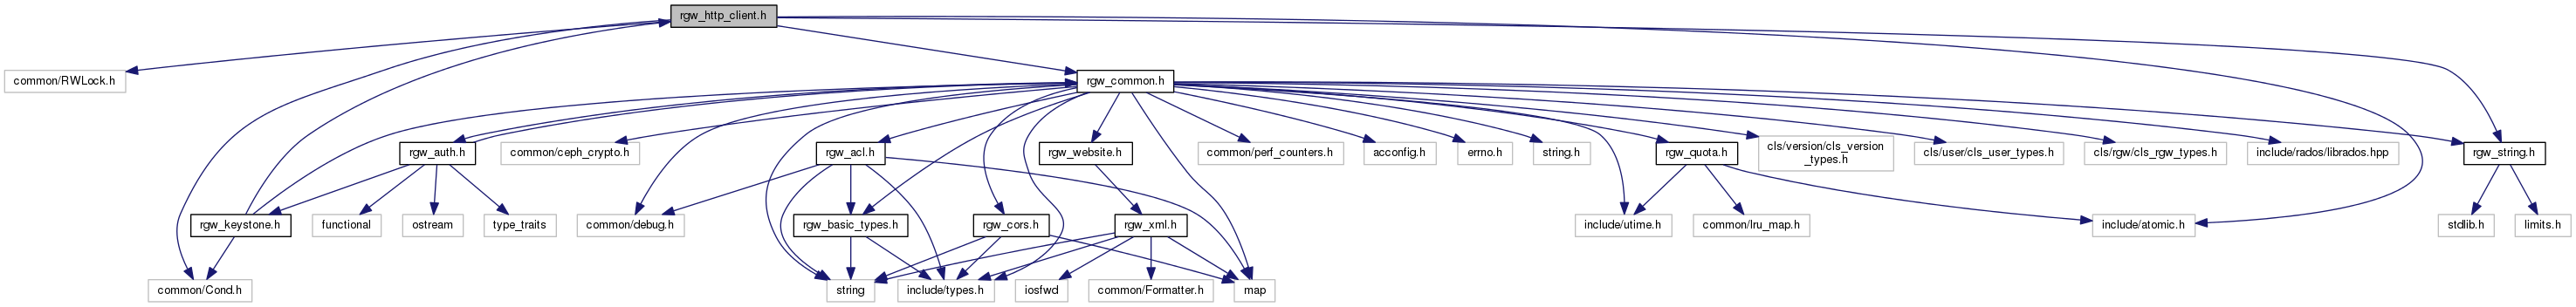 rgw_http_client.h
common/RWLock.h
rgw_common.h
rgw_auth.h
common/ceph_crypto.h
rgw_acl.h
rgw_website.h
common/perf_counters.h
acconfig.h
errno.h
string.h
rgw_quota.h
cls/version/cls_version
_types.h
cls/user/cls_user_types.h
cls/rgw/cls_rgw_types.h
include/rados/librados.hpp
rgw_string.h
rgw_keystone.h
functional
ostream
type_traits
common/debug.h
rgw_basic_types.h
rgw_cors.h
rgw_xml.h
include/utime.h
common/lru_map.h
include/atomic.h
stdlib.h
limits.h
common/Cond.h
string
include/types.h
iosfwd
common/Formatter.h
map